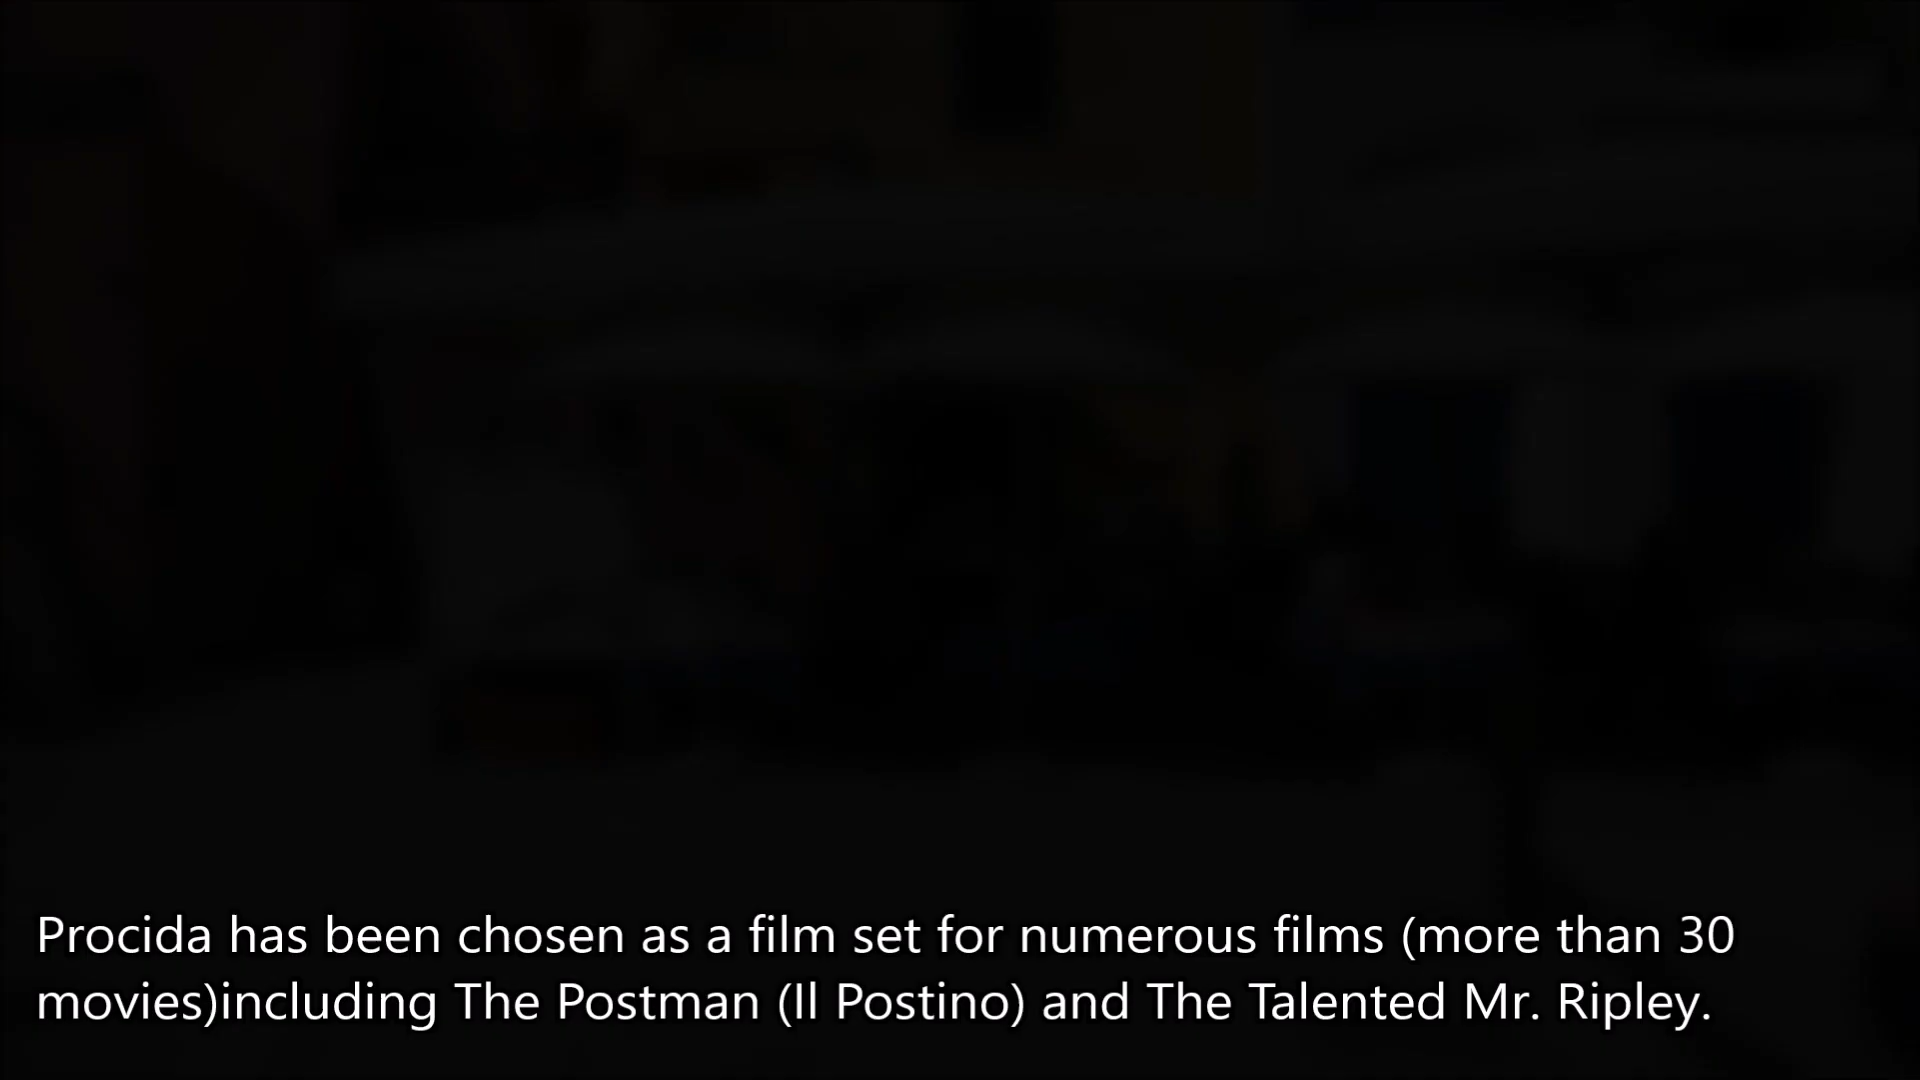 Procida has been chosen as a film set for numerous films (more than 30
movies)including The Postman (Il Postino) and The Talented Mr. Ripley.